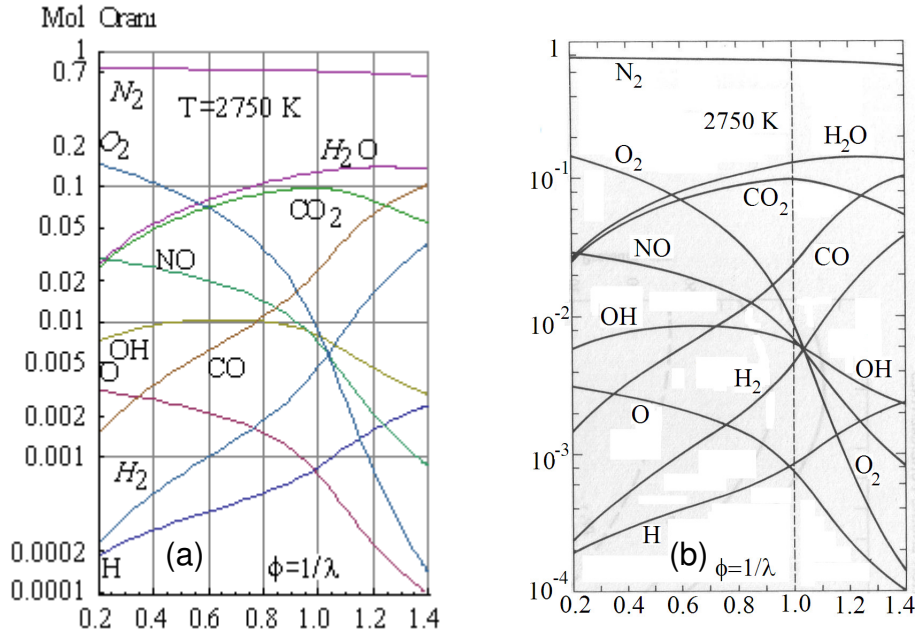 Mol Oranı
1
0.7
0.2
0.1
0.05
0.02
0.01
0.005
0.002
0.001
0.0002
0.0001
N₂
T=2750 K
O₂
H₂O
CO₂
NO
OH
O
CO
H₂
H
(a)
ϕ=1/λ
0.2 0.4 0.6 0.8 1.0 1.2 1.4
1
10⁻¹
10⁻²
10⁻³
10⁻⁴
N₂
2750 K
H₂O
O₂
CO₂
NO
CO
OH
OH
H₂
O
O₂
H
(b)
ϕ=1/λ
0.2 0.4 0.6 0.8 1.0 1.2 1.4